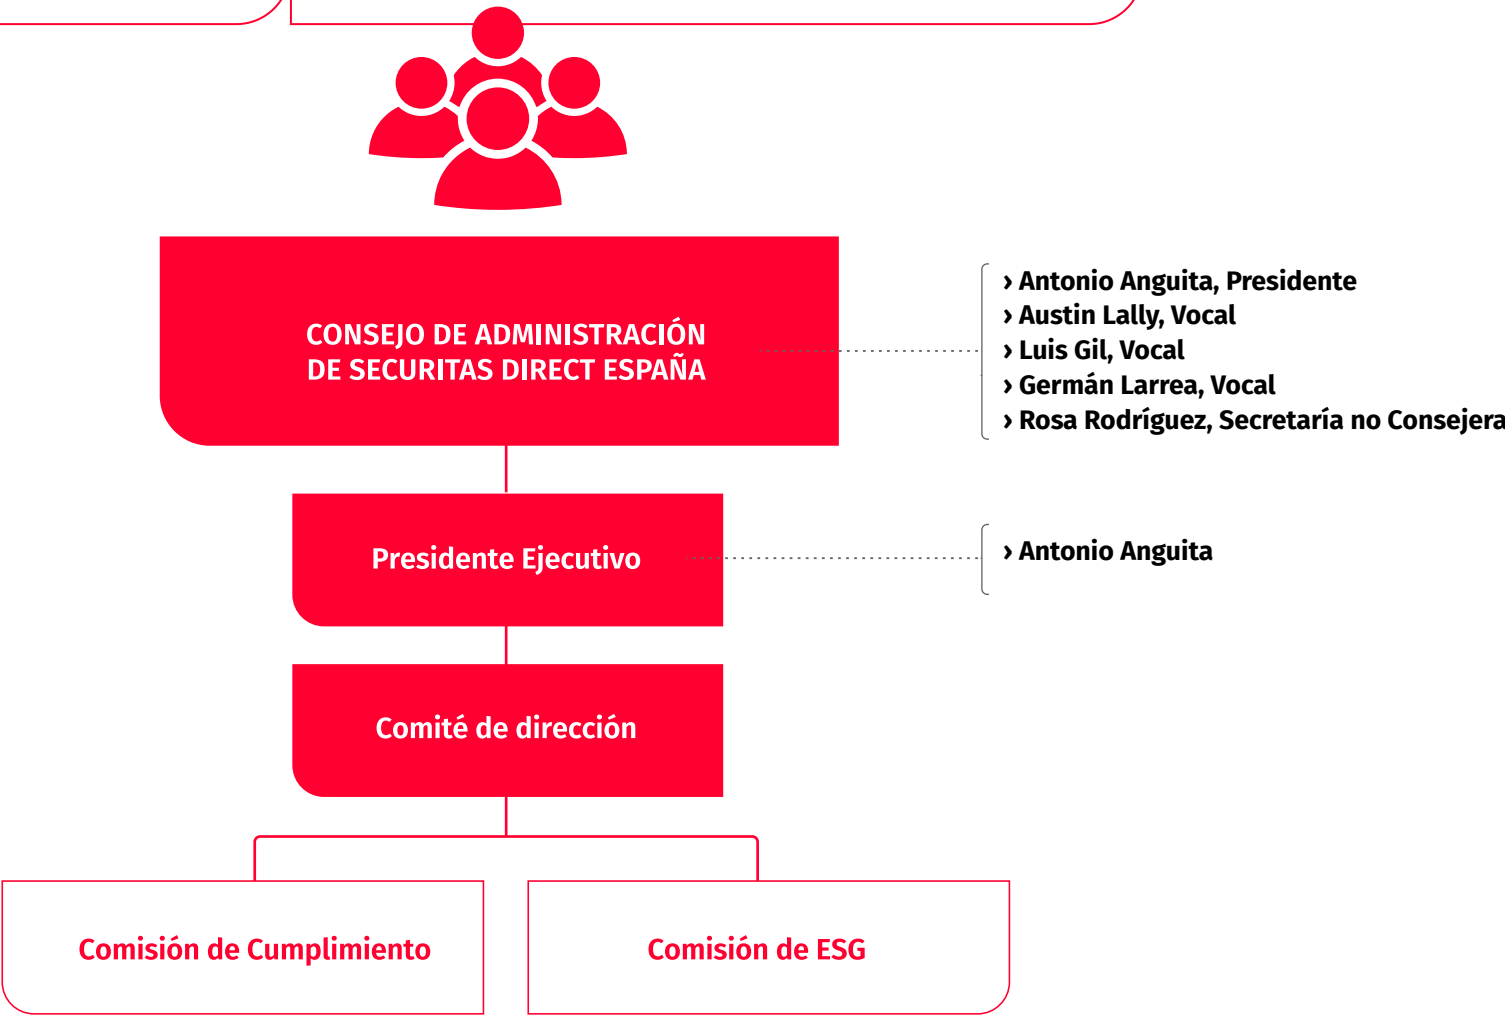 CONSEJO DE ADMINISTRACIÓN
DE SECURITAS DIRECT ESPAÑA
› Antonio Anguita, Presidente
› Austin Lally, Vocal
› Luis Gil, Vocal
› Germán Larrea, Vocal
› Rosa Rodríguez, Secretaría no Consejera
Presidente Ejecutivo
› Antonio Anguita
Comité de dirección
Comisión de Cumplimiento
Comisión de ESG